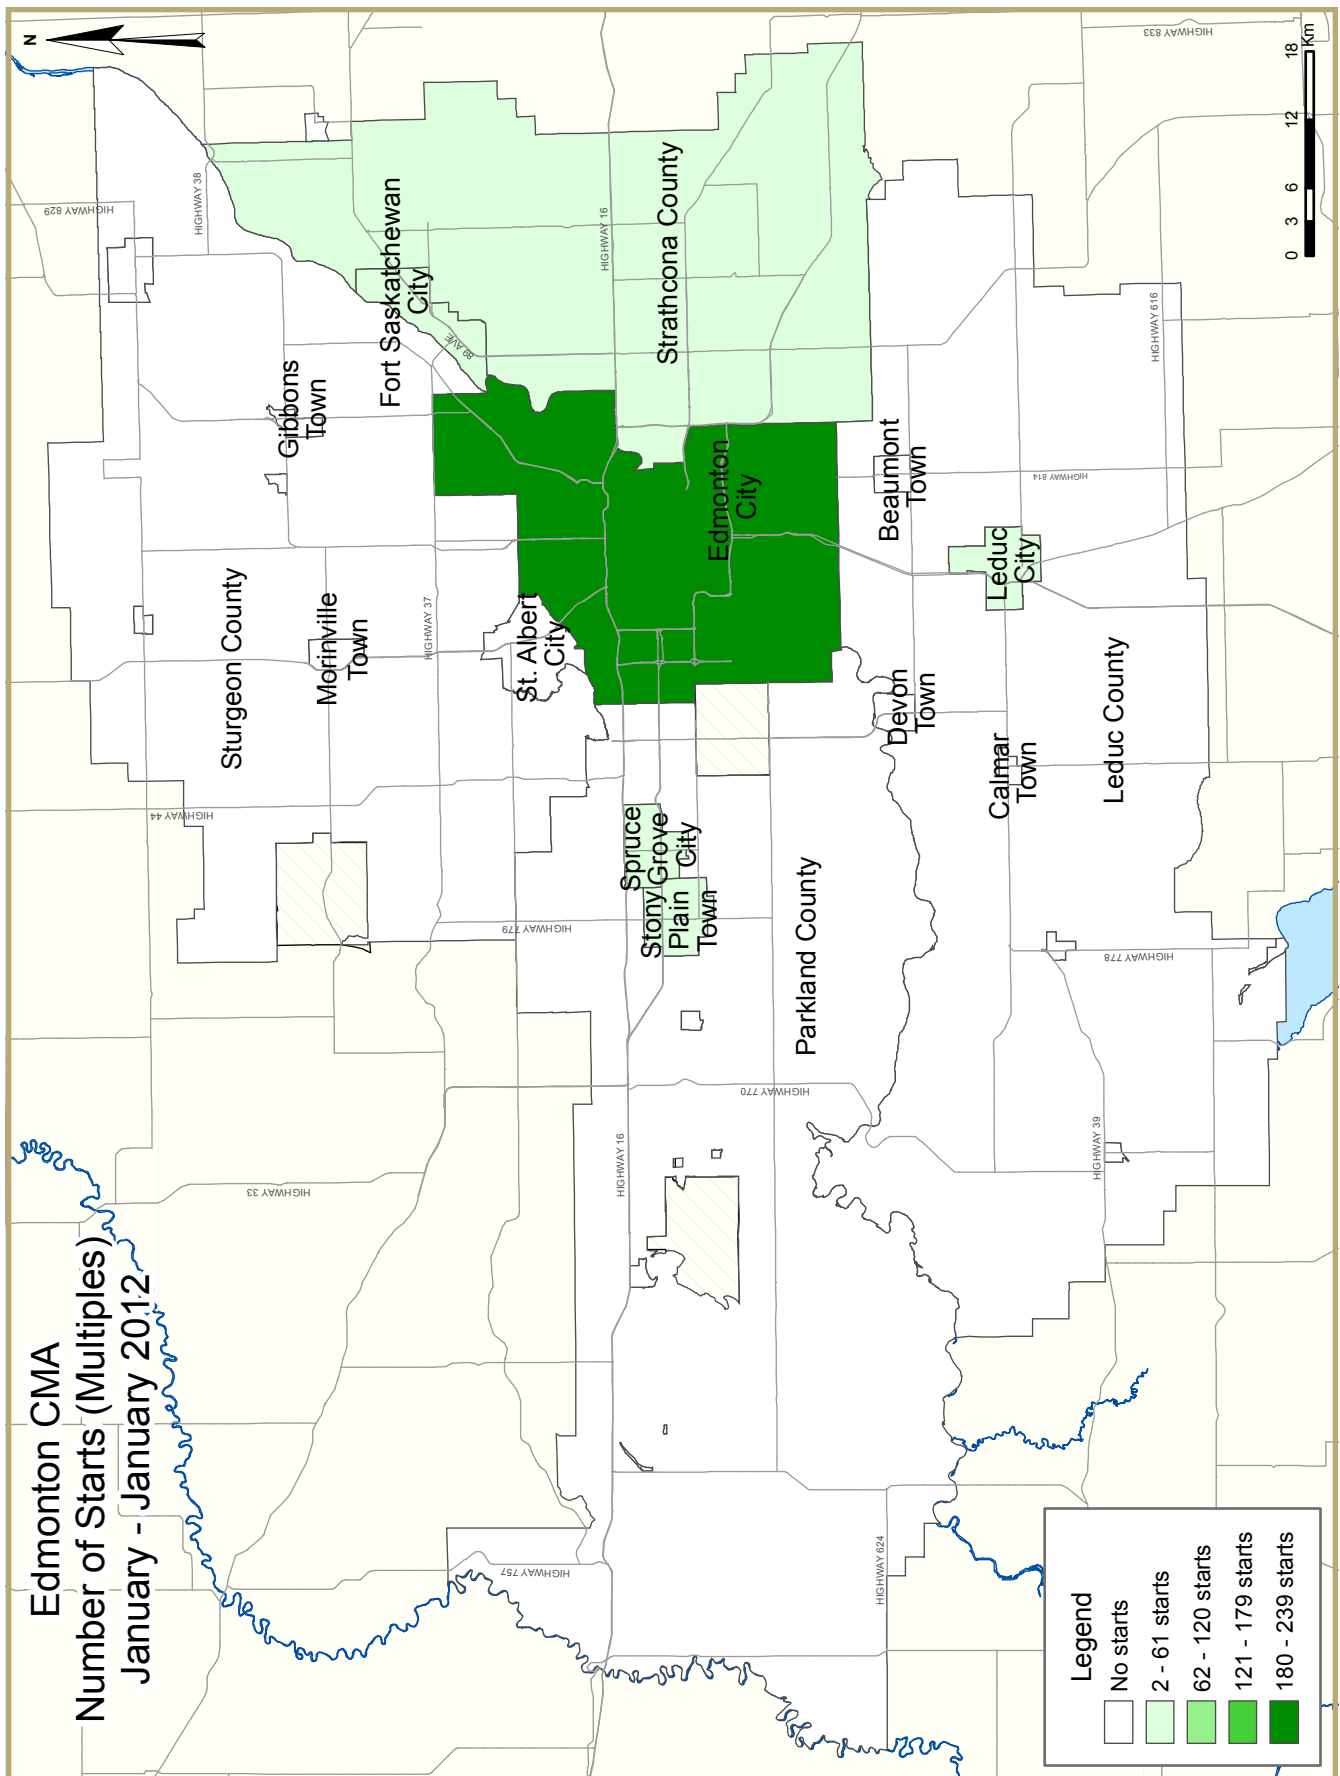 Edmonton CMA
Number of Starts (Multiples)
January - January 2012
N
HIGHWAY 833
HIGHWAY 829
HIGHWAY 38
HIGHWAY 16
HIGHWAY 616
Fort Saskatchewan
City
89 AVE
Strathcona County
Gibbons
Town
Edmonton
City
Beaumont
Town
HIGHWAY 814
Leduc
City
Sturgeon County
Morinville
Town
HIGHWAY 37
St. Albert
City
Devon
Town
Calmar
Town
Leduc County
HIGHWAY 44
Spruce
Grove
City
Stony
Plain
Town
HIGHWAY 779
Parkland County
HIGHWAY 778
HIGHWAY 770
HIGHWAY 16
HIGHWAY 39
HIGHWAY 33
HIGHWAY 757
HIGHWAY 624
Legend
No starts
2 - 61 starts
62 - 120 starts
121 - 179 starts
180 - 239 starts
0 3 6 12 18
Km